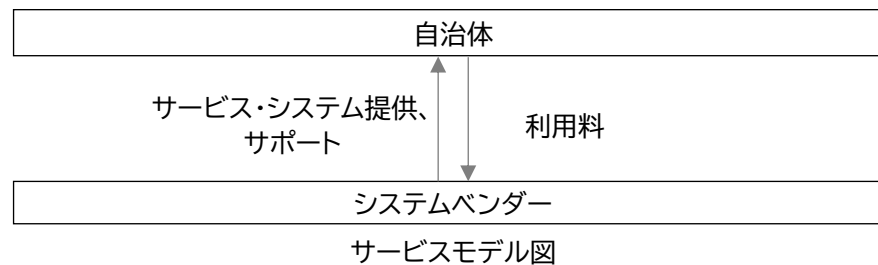 自治体
サービス・システム提供、
サポート
利用料
システムベンダー
サービスモデル図